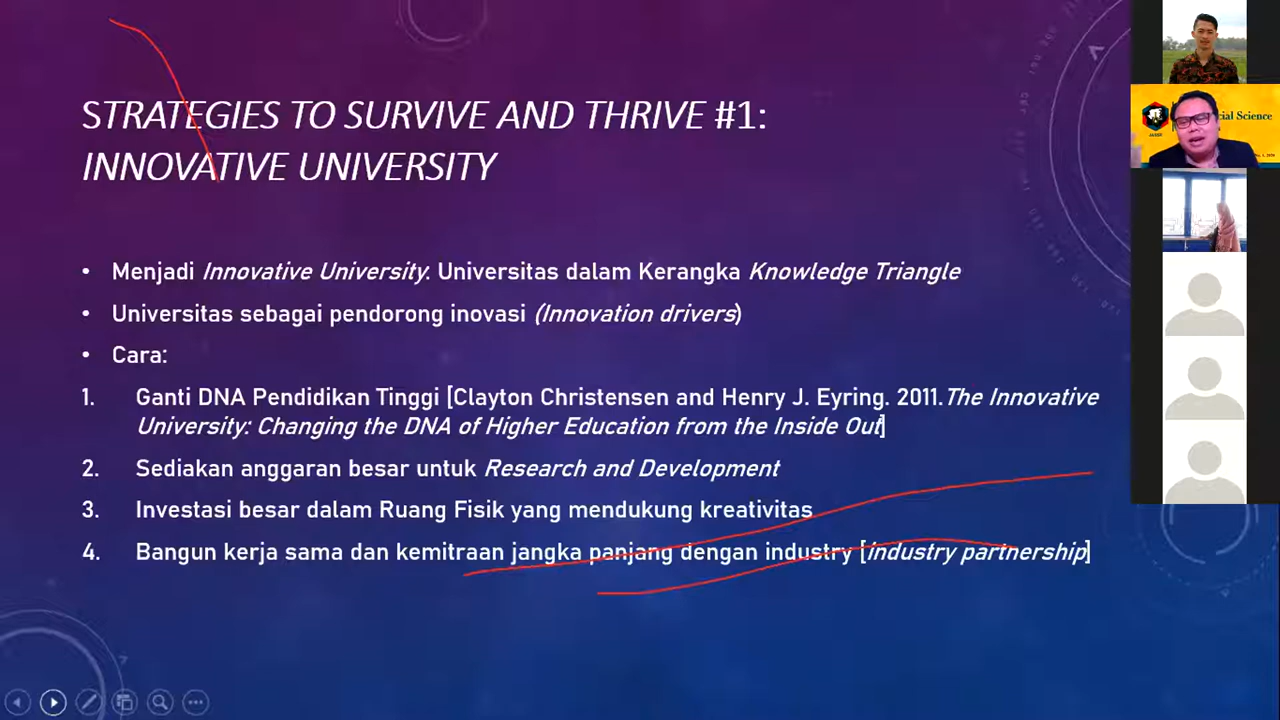 STRATEGIES TO SURVIVE AND THRIVE #1:
INNOVATIVE UNIVERSITY
• Menjadi Innovative University. Universitas dalam Kerangka Knowledge Triangle
• Universitas sebagai pendorong inovasi (Innovation drivers)
• Cara:
1. Ganti DNA Pendidikan Tinggi [Clayton Christensen and Henry J. Eyring. 2011.The Innovative
University: Changing the DNA of Higher Education from the Inside Out]
2. Sediakan anggaran besar untuk Research and Development
3. Investasi besar dalam Ruang Fisik yang mendukung kreativitas
4. Bangun kerja sama dan kemitraan jangka panjang dengan industry [industry partnership]
Science